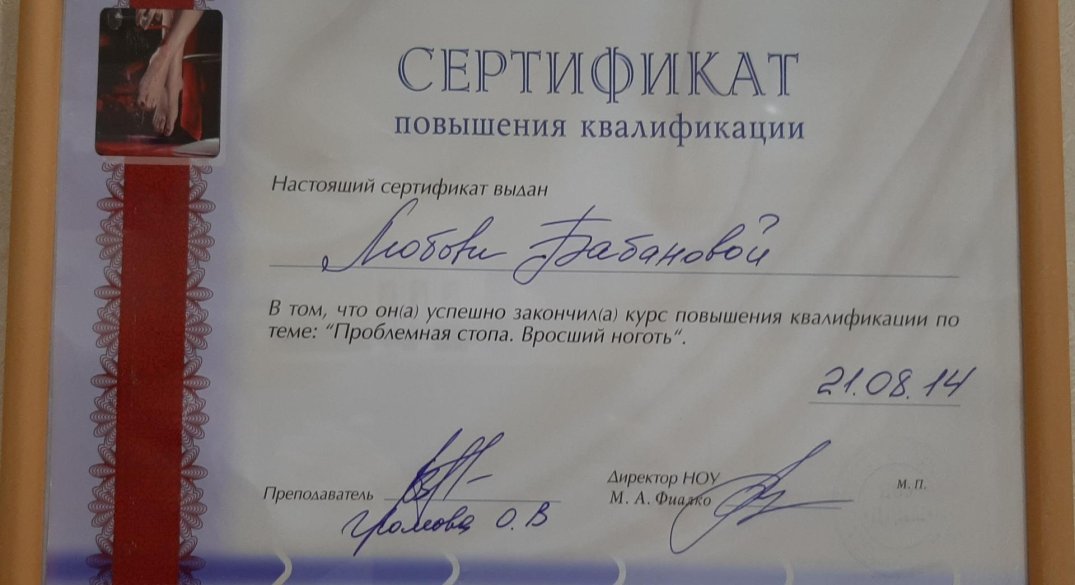 СЕРТИФИКАТ
повышения квалификации
Настоящий сертификат выдан
Любови Бабановой
В том, что он(а) успешно закончил(а) курс повышения квалификации по
теме: “Проблемная стопа. Вросший ноготь“.
21.08.14
Преподаватель
Громова О.В
Директор НОУ
М. А. Фиалко
М. П.